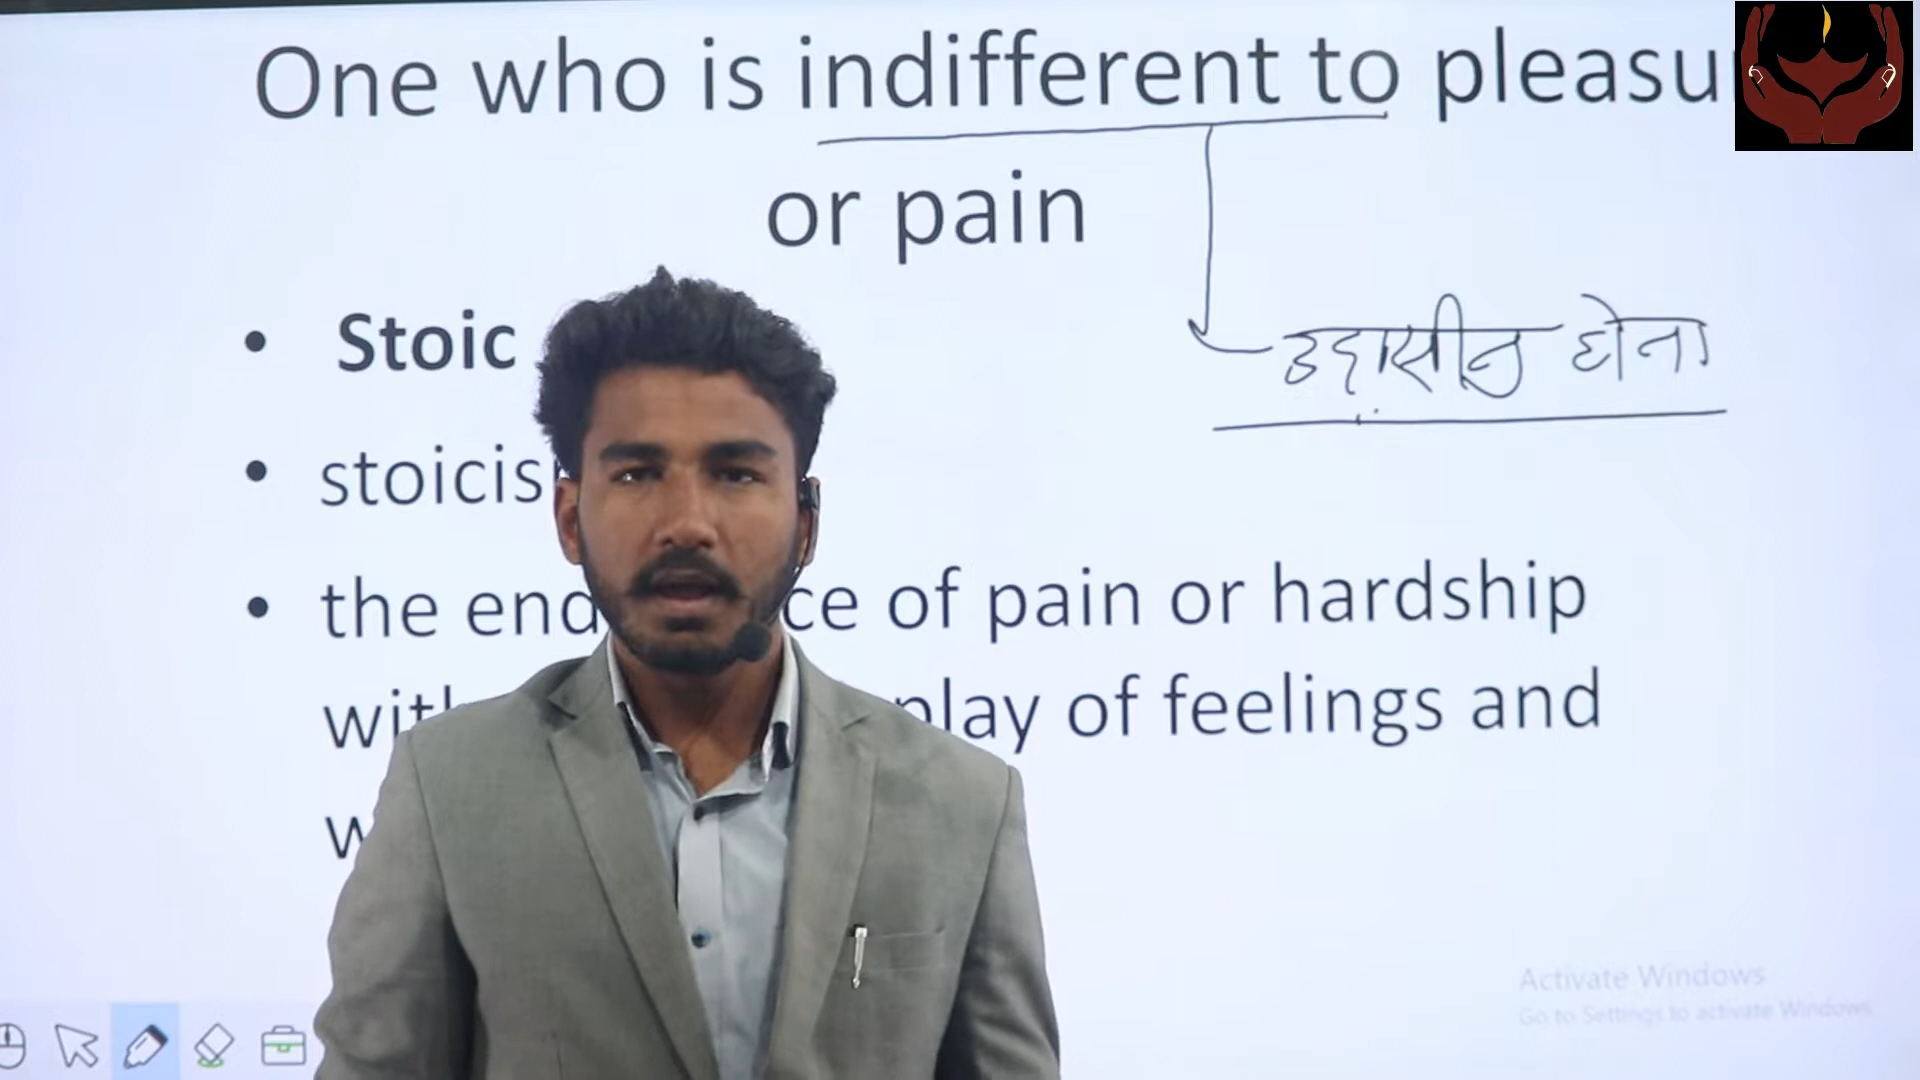 One who is indifferent to pleasu
or pain
• Stoic
उदासीन होना
• stoicis
• the end ce of pain or hardship
wit play of feelings and
w
Activate Windows
Go to Settings to activate Windows.